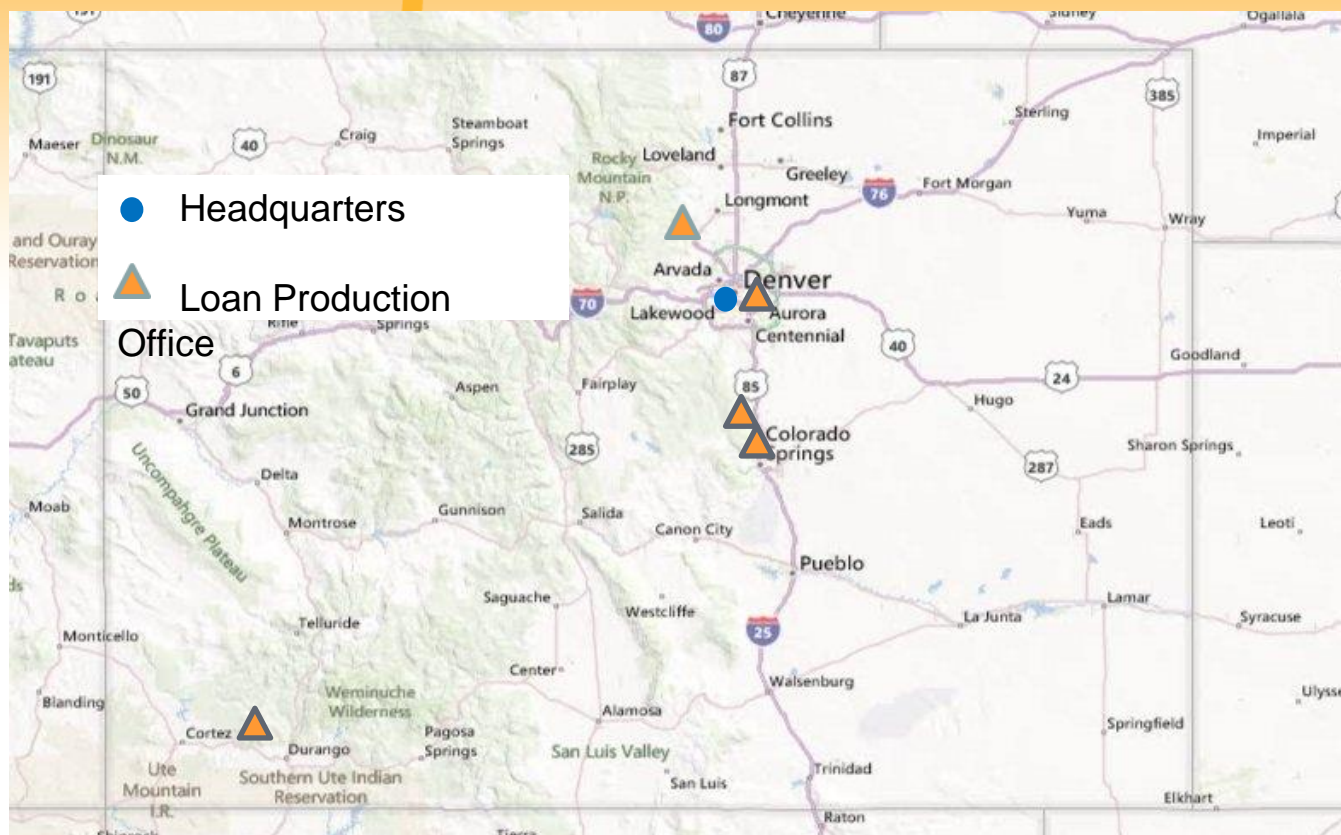 191
80
Cheyenne
Sidney
Ogallala
191
87
385
Maeser
Dinosaur
N.M.
40
Craig
Steamboat
Springs
Fort Collins
Sterling
Imperial
Rocky
Mountain
N.P.
Loveland
Greeley
76
Fort Morgan
Longmont
Yuma
Wray
Headquarters
and Ouray
Reservation
Arvada
Denver
Loan Production
Office
70
Lakewood
Aurora
Centennial
Rifle
Springs
Tavaputs
ateau
40
Goodland
6
50
Aspen
Fairplay
85
24
Hugo
Grand Junction
285
Colorado
Springs
Sharon Springs
287
Uncompahgre Plateau
Delta
Moab
Montrose
Gunnison
Salida
Canon City
Eads
Leoti
Pueblo
Saguache
Westcliffe
Lamar
La Junta
Syracuse
Telluride
25
Monticello
Center
Walsenburg
Blanding
Weminuche
Wilderness
Ulysse
Alamosa
Springfield
Cortez
Durango
Pagosa
Springs
San Luis Valley
Ute
Mountain
I.R.
Southern Ute Indian
Reservation
San Luis
Trinidad
Elkhart
Raton